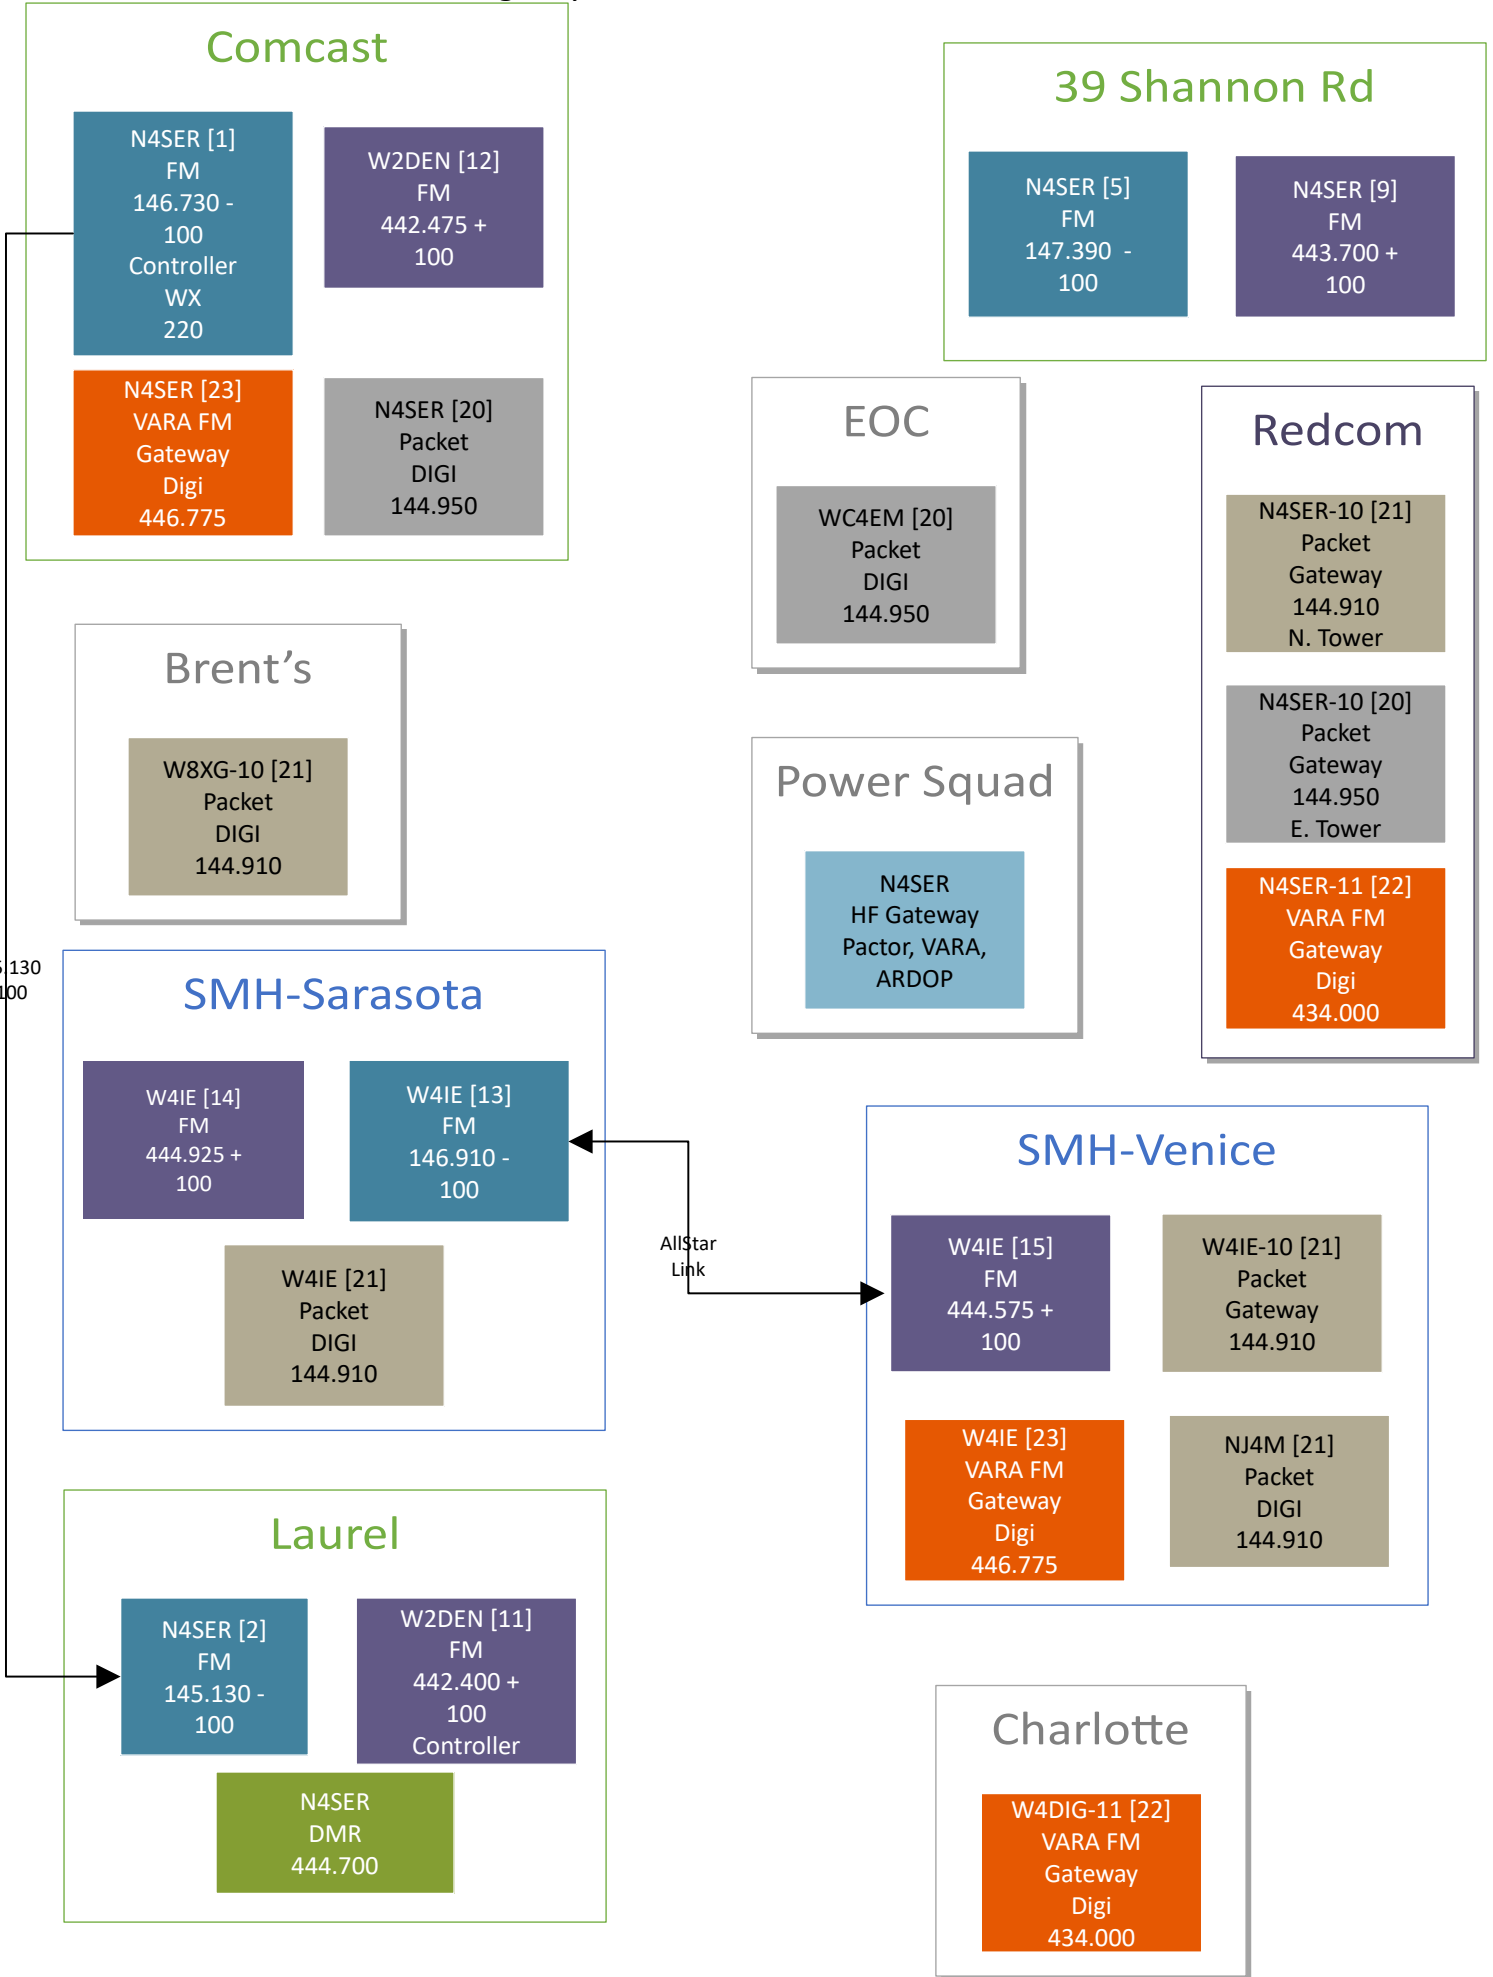 Comcast
N4SER [1]
FM
146.730 -
100
Controller
WX
220
W2DEN [12]
FM
442.475 +
100
N4SER [23]
VARA FM
Gateway
Digi
446.775
N4SER [20]
Packet
DIGI
144.950
39 Shannon Rd
N4SER [5]
FM
147.390  -
100
N4SER [9]
FM
443.700 +
100
EOC
WC4EM [20]
Packet
DIGI
144.950
Redcom
N4SER-10 [21]
Packet
Gateway
144.910
N. Tower
N4SER-10 [20]
Packet
Gateway
144.950
E. Tower
N4SER-11 [22]
VARA FM
Gateway
Digi
434.000
Brent’s
W8XG-10 [21]
Packet
DIGI
144.910
Power Squad
N4SER
HF Gateway
Pactor, VARA,
ARDOP
.130
100
SMH-Sarasota
W4IE [14]
FM
444.925 +
100
W4IE [13]
FM
146.910 -
100
W4IE [21]
Packet
DIGI
144.910
AllStar
Link
SMH-Venice
W4IE [15]
FM
444.575 +
100
W4IE-10 [21]
Packet
Gateway
144.910
W4IE [23]
VARA FM
Gateway
Digi
446.775
NJ4M [21]
Packet
DIGI
144.910
Laurel
N4SER [2]
FM
145.130 -
100
W2DEN [11]
FM
442.400 +
100
Controller
N4SER
DMR
444.700
Charlotte
W4DIG-11 [22]
VARA FM
Gateway
Digi
434.000